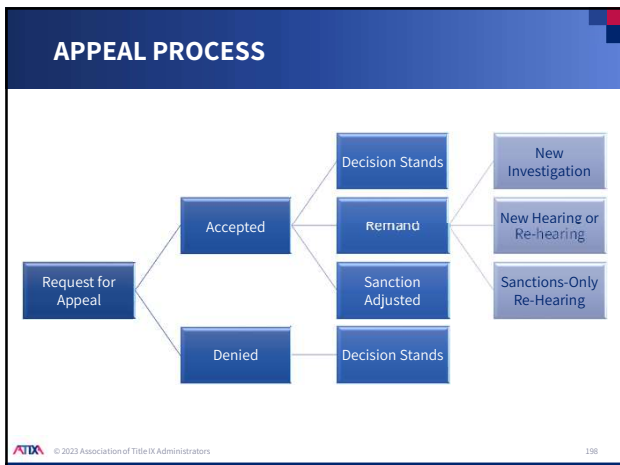 APPEAL PROCESS
Decision Stands
New
Investigation
Accepted
Remand
New Hearing or
Re-hearing
Request for
Appeal
Sanction
Adjusted
Sanctions-Only
Re-Hearing
Denied
Decision Stands
ATIXA © 2023 Association of Title IX Administrators
198